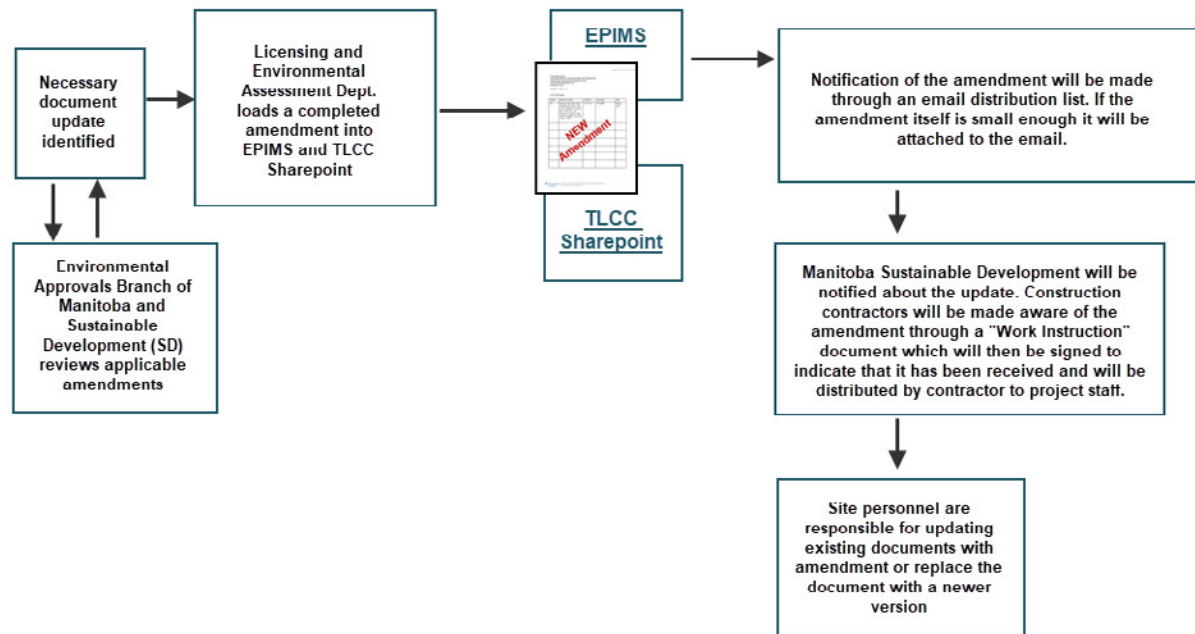 Necessary
document
update
identified
Environmental
Approvals Branch of
Manitoba and
Sustainable
Development (SD)
reviews applicable
amendments
Licensing and
Environmental
Assessment Dept.
loads a completed
amendment into
EPIMS and TLCC
Sharepoint
EPIMS
NEW
Amendment
TLCC
Sharepoint
Notification of the amendment will be made
through an email distribution list. If the
amendment itself is small enough it will be
attached to the email.
Manitoba Sustainable Development will be
notified about the update. Construction
contractors will be made aware of the
amendment through a "Work Instruction"
document which will then be signed to
indicate that it has been received and will be
distributed by contractor to project staff.
Site personnel are
responsible for updating
existing documents with
amendment or replace the
document with a newer
version